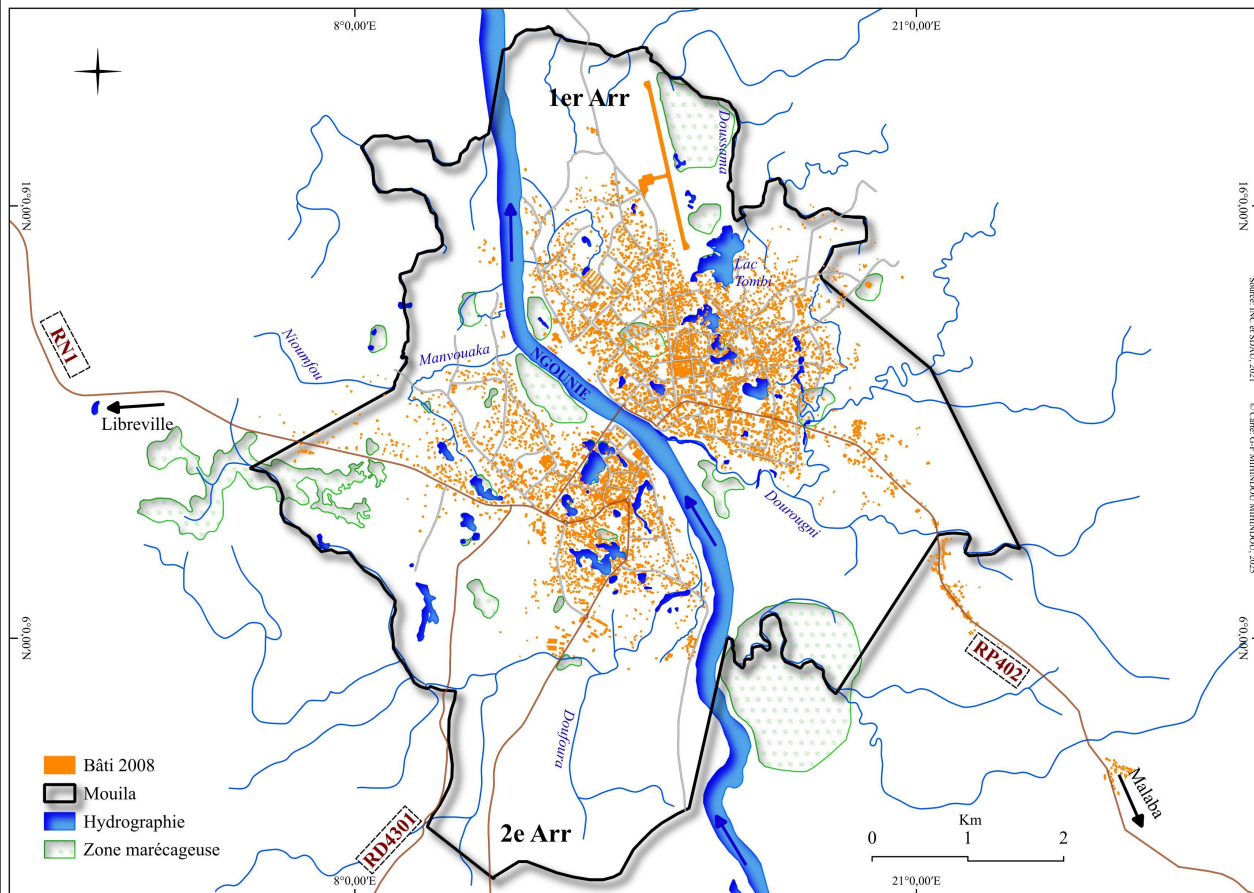 8°0,00'E
21°0,00'E
1er Arr
Doussama
16°0,00'N
16°0,00'N
Lac
Tombi
RN1
Nioumfou
Manvouaka
NGOUNIE
Libreville
Dourougni
6°0,00'N
6°0,00'N
RP402
Doufoura
Malaba
Bâti 2008
Mouila
Hydrographie
Zone marécageuse
RD4301
2e Arr
Km
0 1 2
8°0,00'E
21°0,00'E